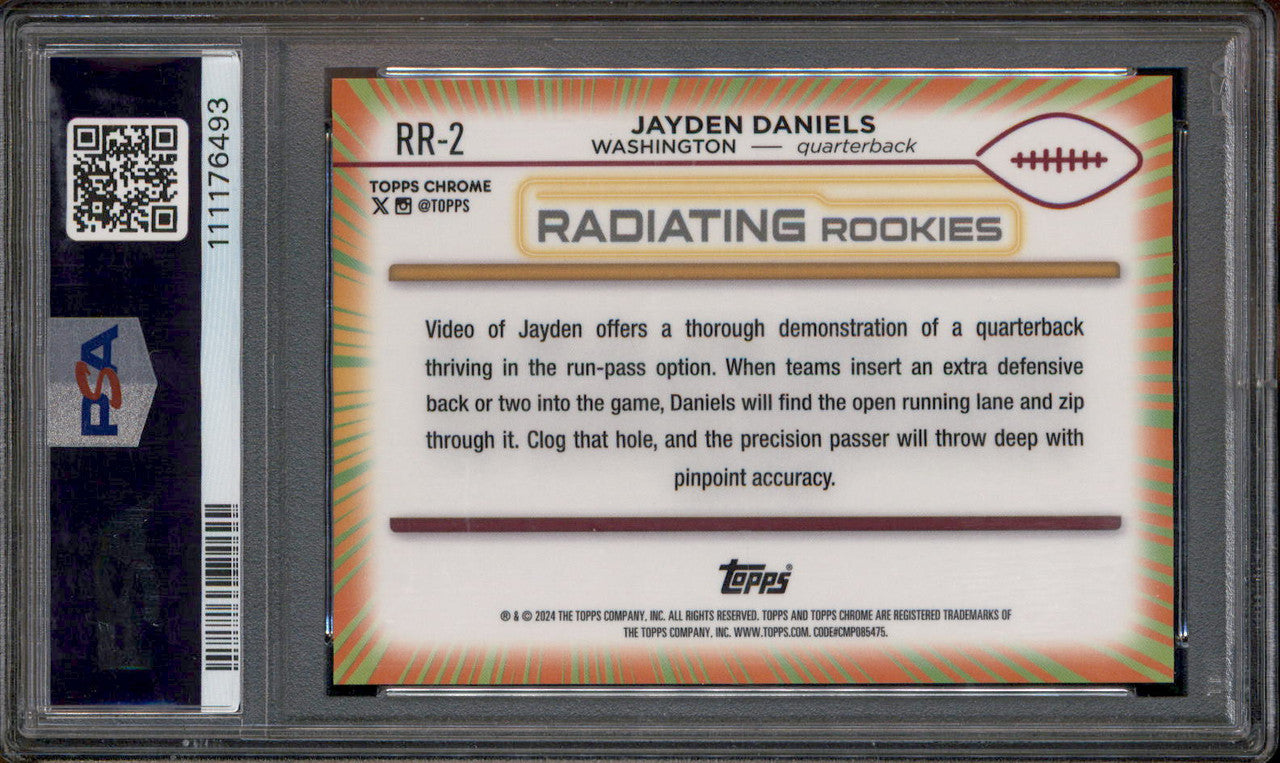 111176493
PSA
RR-2
JAYDEN DANIELS
WASHINGTON — quarterback
TOPPS CHROME
X @TOPPS
RADIATING ROOKIES
Video of Jayden offers a thorough demonstration of a quarterback
thriving in the run-pass option. When teams insert an extra defensive
back or two into the game, Daniels will find the open running lane and zip
through it. Clog that hole, and the precision passer will throw deep with
pinpoint accuracy.
Topps®
® & © 2024 THE TOPPS COMPANY, INC. ALL RIGHTS RESERVED. TOPPS AND TOPPS CHROME ARE REGISTERED TRADEMARKS OF
THE TOPPS COMPANY, INC. WWW.TOPPS.COM. CODE#CMP085475.